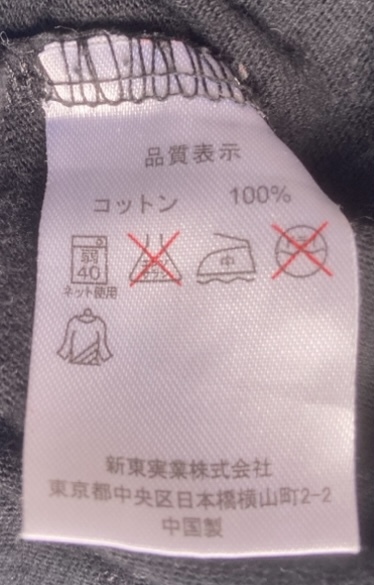 品質表示
コットン 100%
弱 中
40
ネット使用
新東実業株式会社
東京都中央区日本橋横山町2-2
中国製